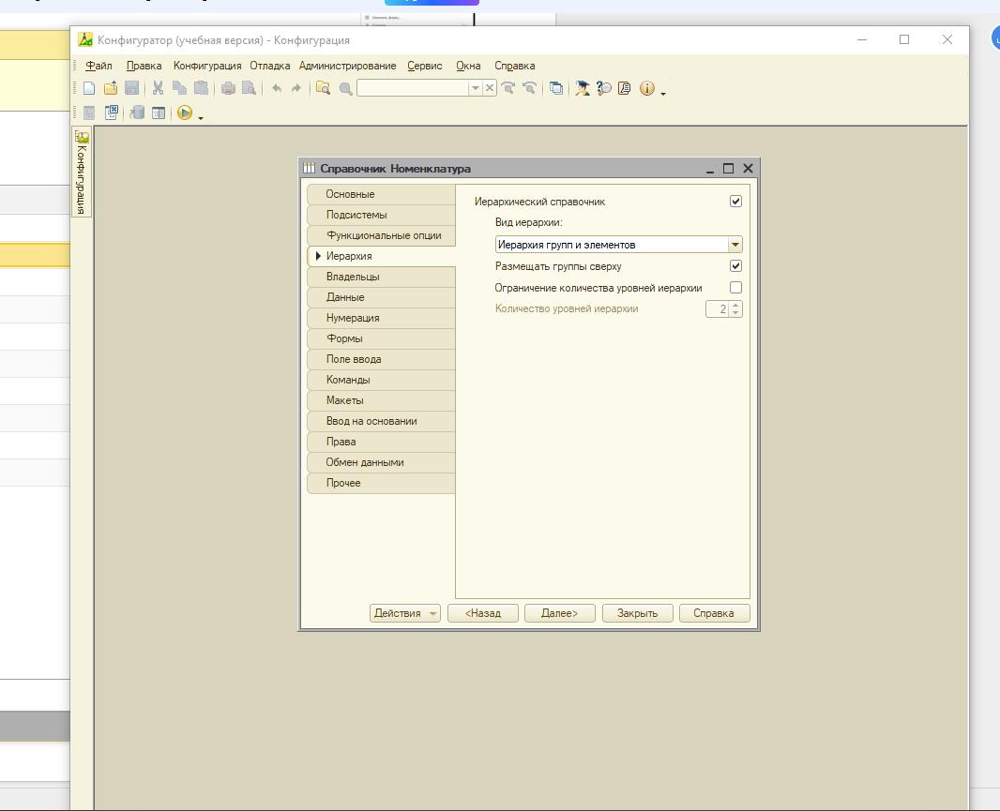 Конфигуратор (учебная версия) - Конфигурация
Файл Правка Конфигурация Отладка Администрирование Сервис Окна Справка
Конфигурация
Справочник Номенклатура
Основные
Подсистемы
Функциональные опции
Иерархия
Владельцы
Данные
Нумерация
Формы
Поле ввода
Команды
Макеты
Ввод на основании
Права
Обмен данными
Прочее
Иерархический справочник
Вид иерархии:
Иерархия групп и элементов
Размещать группы сверху
Ограничение количества уровней иерархии
Количество уровней иерархии 2
Действия <Назад Далее> Закрыть Справка